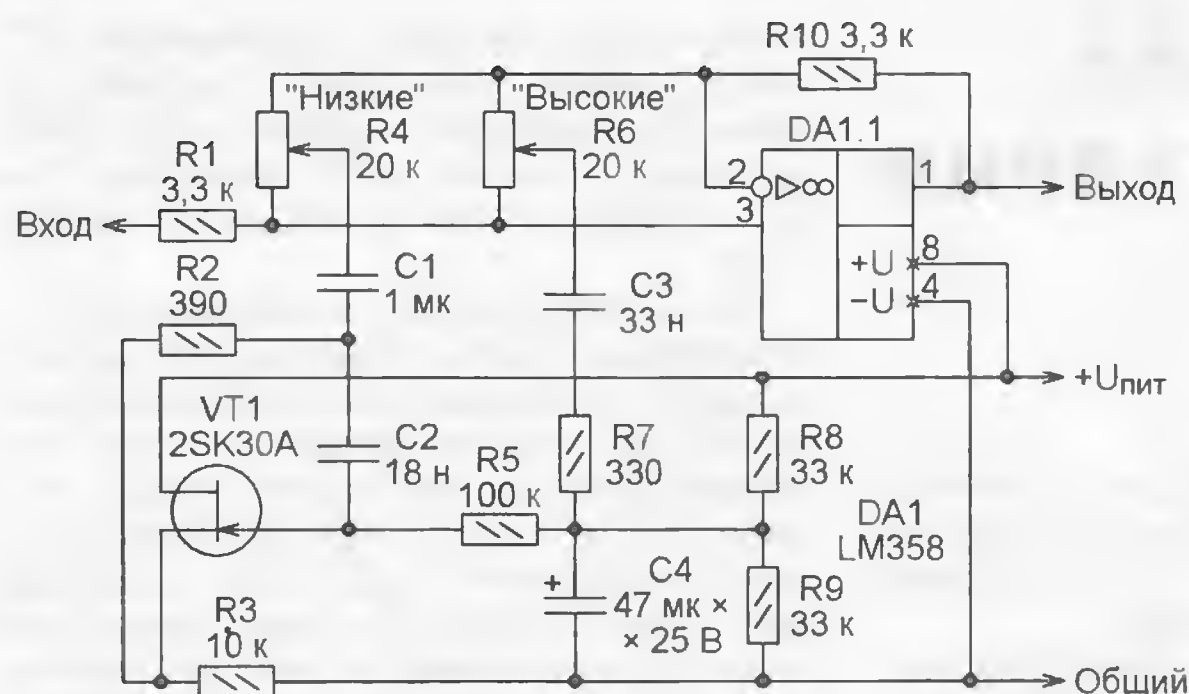 R10 3,3 к
"Низкие"
"Высокие"
R4
20 к
R6
20 к
DA1.1
R1
3,3 к
2
▷∞
1
3
Вход
Выход
R2
390
C1
1 мк
C3
33 н
+U
8
−U
4
+Uпит
VT1
2SK30A
C2
18 н
R5
100 к
R7
330
R8
33 к
DA1
LM358
R3
10 к
+
C4
47 мк ×
× 25 В
R9
33 к
Общий